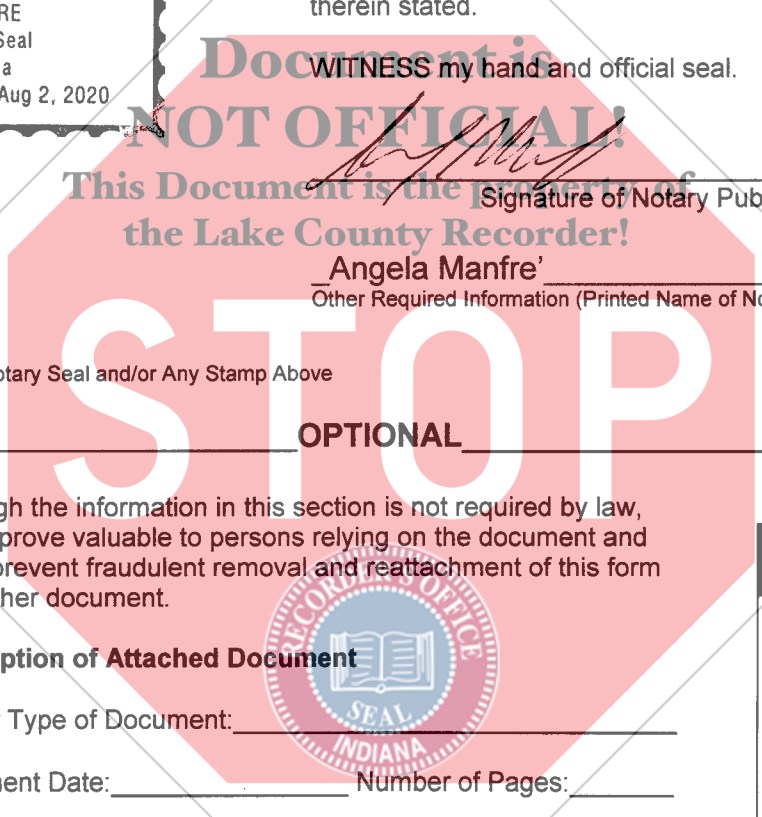 RE
Seal
a
Aug 2, 2020
therein stated.
WITNESS my hand and official seal.
Document is
NOT OFFICIAL!
This Document is the property of
the Lake County Recorder!
Signature of Notary Pub
Angela Manfre’
Other Required Information (Printed Name of No
STOP
otary Seal and/or Any Stamp Above
OPTIONAL
gh the information in this section is not required by law,
prove valuable to persons relying on the document and
prevent fraudulent removal and reattachment of this form
her document.
ption of Attached Document
Type of Document:
ent Date: Number of Pages:
RECORDER'S OFFICE
SEAL
INDIANA